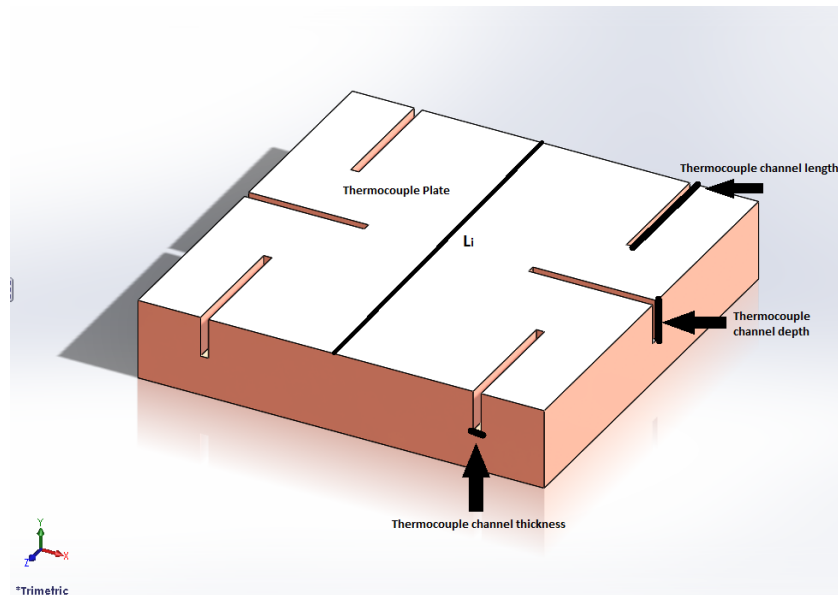 Thermocouple channel length
Thermocouple Plate
Li
Thermocouple
channel depth
Thermocouple channel thickness
Y
X
Z
*Trimetric